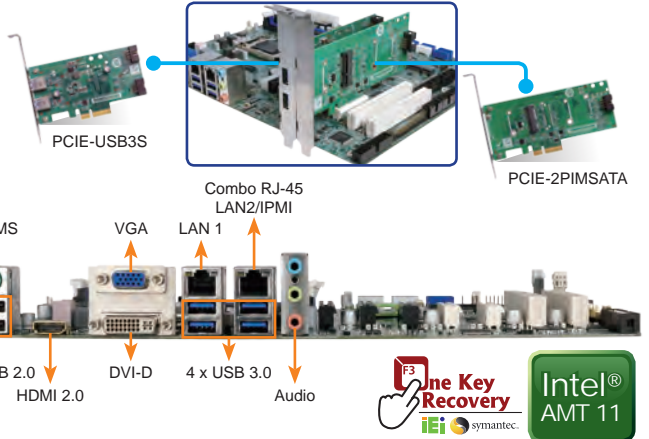 PCIE-USB3S
PCIE-2PIMSATA
Combo RJ-45
LAN2/IPMI
MS
VGA
LAN 1
B 2.0
HDMI 2.0
DVI-D
4 x USB 3.0
Audio
F3
ne Key
Recovery
iEi
symantec.
Intel®
AMT 11